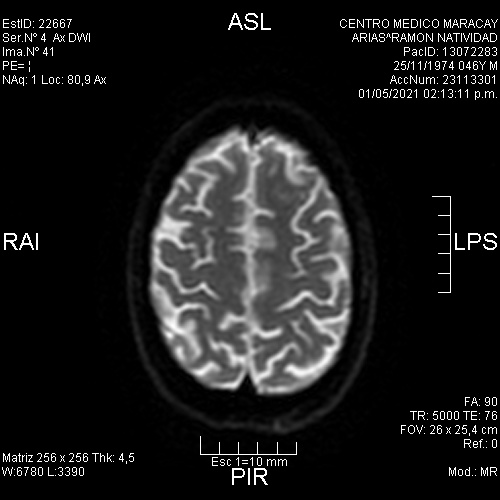 EstID: 22667
Ser.Nº 4  Ax DWI
Ima.Nº 41
PE= ¦
NAq: 1 Loc: 80,9 Ax
ASL
CENTRO MEDICO MARACAY
ARIAS^RAMON NATIVIDAD
PacID: 13072283
25/11/1974 046Y M
AccNum: 23113301
01/05/2021 02:13:11 p.m.
RAI
LPS
FA: 90
TR: 5000 TE: 76
FOV: 26 x 25,4 cm
Ref.: 0
Mod.: MR
Matriz 256 x 256 Thk: 4,5
W:6780 L:3390
Esc 1=10 mm
PIR